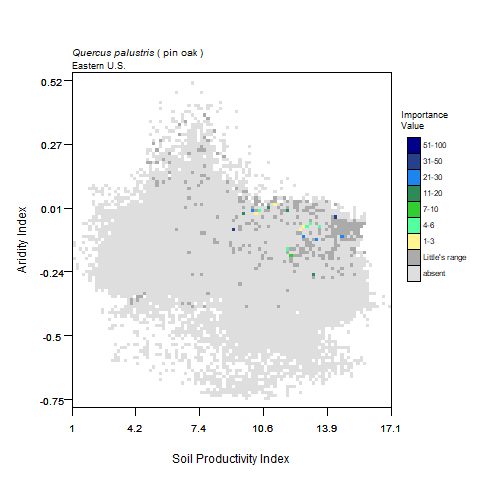 Quercus palustris ( pin oak )
Eastern U.S.
Importance
Value
51-100
31-50
21-30
11-20
7-10
4-6
1-3
Little's range
absent
Aridity Index
0.52
0.27
0.01
-0.24
-0.5
-0.75
1
4.2
7.4
10.6
13.9
17.1
Soil Productivity Index